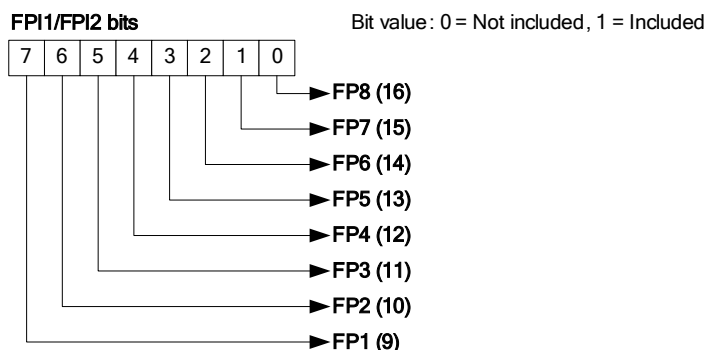 FPI1/FPI2 bits Bit value: 0 = Not included, 1 = Included
7 6 5 4 3 2 1 0
FP8 (16)
FP7 (15)
FP6 (14)
FP5 (13)
FP4 (12)
FP3 (11)
FP2 (10)
FP1 (9)